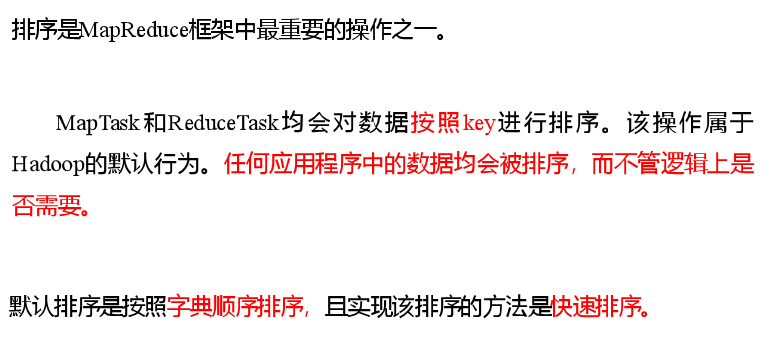 排序是MapReduce框架中最重要的操作之一。
MapTask和ReduceTask均会对数据按照key进行排序。该操作属于
Hadoop的默认行为。任何应用程序中的数据均会被排序，而不管逻辑上是
否需要。
默认排序是按照字典顺序排序，且实现该排序的方法是快速排序。